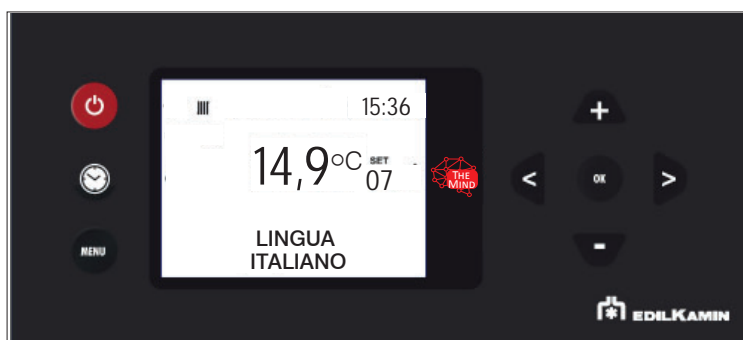 15:36
14,9°C SET
07
THE
MIND
LINGUA
ITALIANO
MENU
+
<
OK
>
-
EDILKAMIN